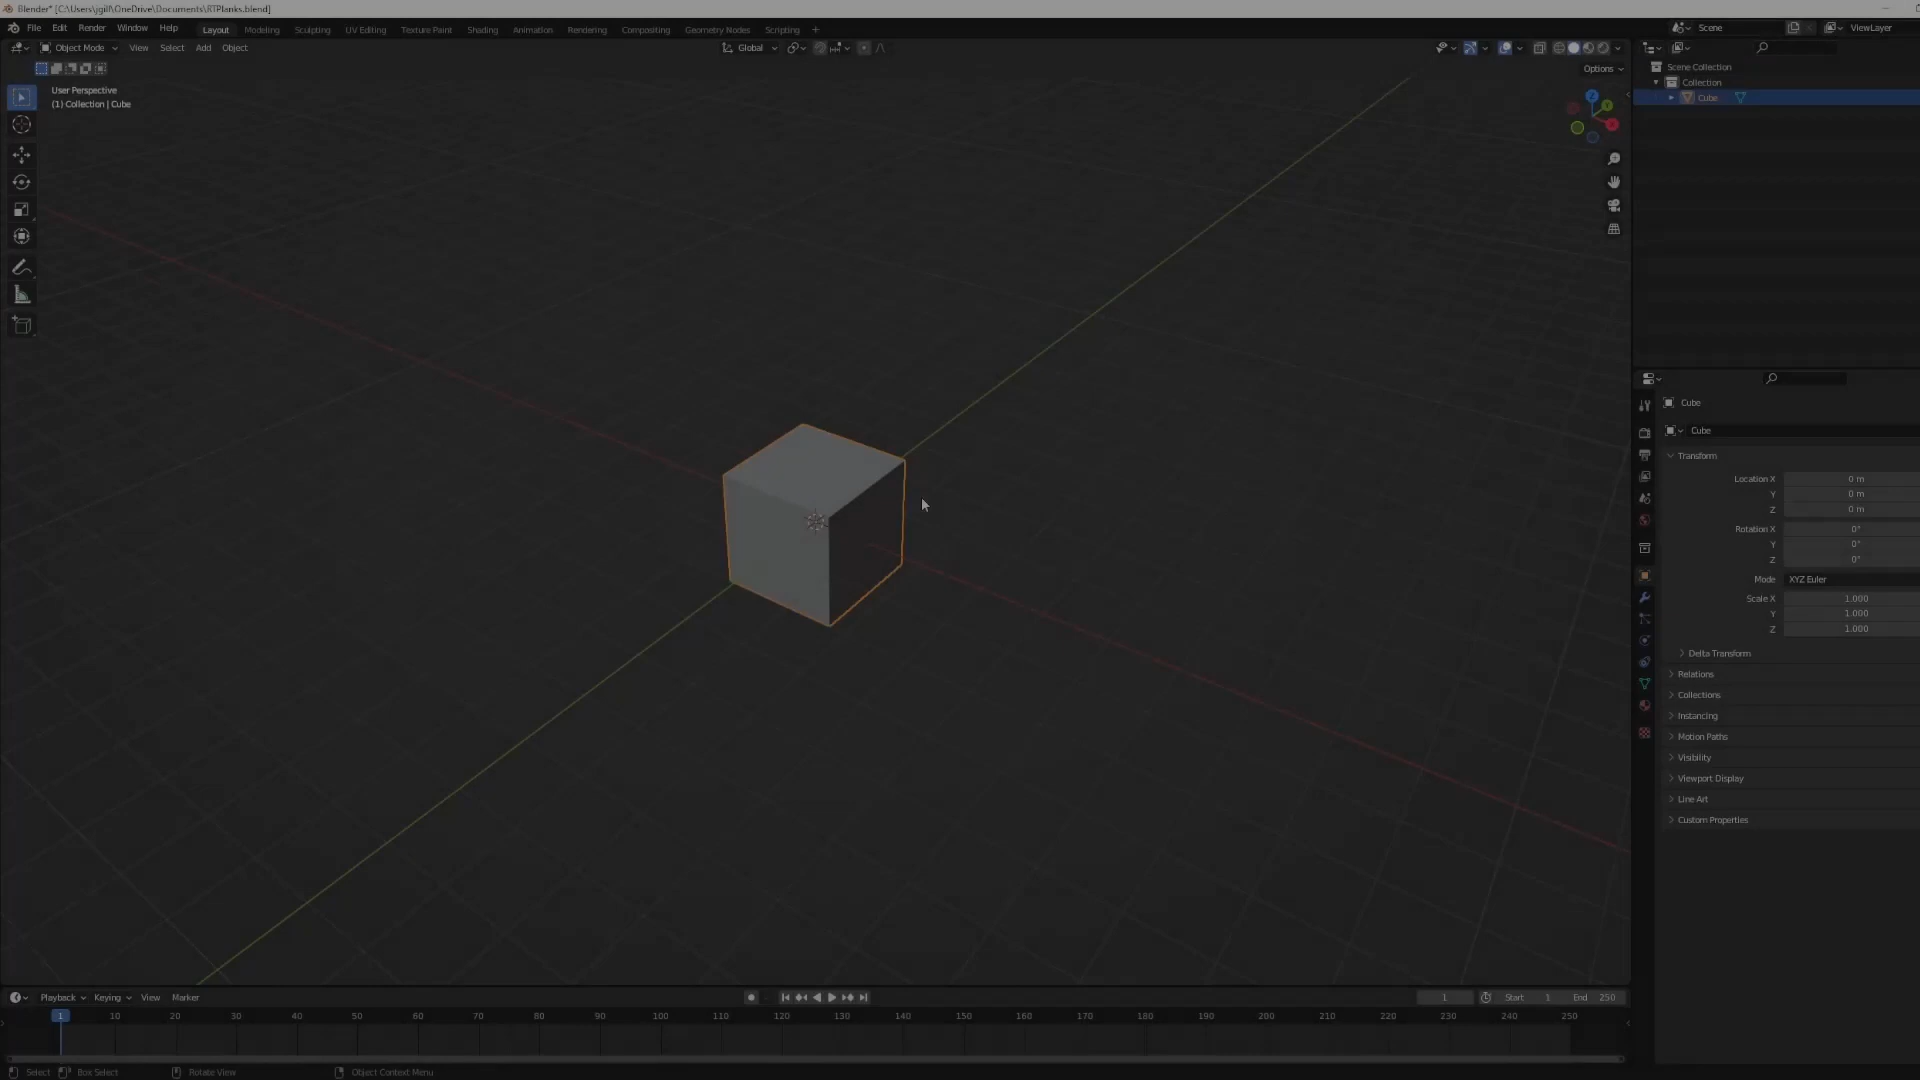 Blender* [C:\Users\jgill\OneDrive\Documents\RTPlanks.blend]
File Edit Render Window Help Layout Modeling Sculpting UV Editing Texture Paint Shading Animation Rendering Compositing Geometry Nodes Scripting + Scene ViewLayer
Object Mode View Select Add Object Global
Options
User Perspective
(1) Collection | Cube
Z
Y
X
Scene Collection
Collection
Cube
Cube
Cube
Transform
Location X 0 m
Y 0 m
Z 0 m
Rotation X 0°
Y 0°
Z 0°
Mode XYZ Euler
Scale X 1.000
Y 1.000
Z 1.000
Delta Transform
Relations
Collections
Instancing
Motion Paths
Visibility
Viewport Display
Line Art
Custom Properties
Playback Keying View Marker 1 Start 1 End 250
1 10 20 30 40 50 60 70 80 90 100 110 120 130 140 150 160 170 180 190 200 210 220 230 240 250
Select Box Select Rotate View Object Context Menu